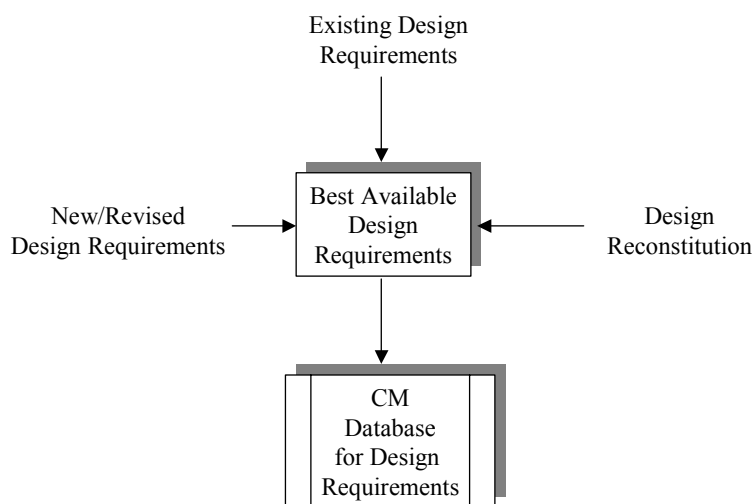 Existing Design
Requirements
New/Revised
Design Requirements
Best Available
Design
Requirements
Design
Reconstitution
CM
Database
for Design
Requirements